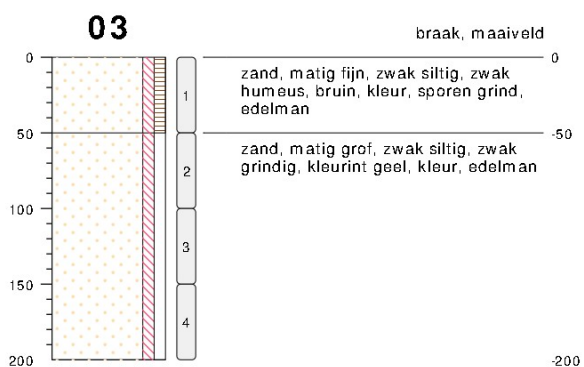 03
braak, maaiveld
0
0
zand, matig fijn, zwak siltig, zwak
humeus, bruin, kleur, sporen grind,
edelman
1
50
-50
zand, matig grof, zwak siltig, zwak
grindig, kleurint geel, kleur, edelman
2
100
3
150
4
200
-200